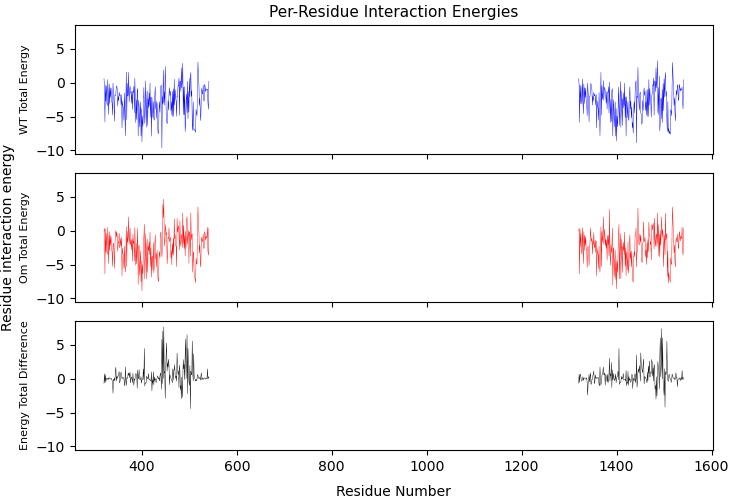 Per-Residue Interaction Energies
Residue interaction energy
WT Total Energy
5
0
−5
−10
Om Total Energy
5
0
−5
−10
Energy Total Difference
5
0
−5
−10
400 600 800 1000 1200 1400 1600
Residue Number